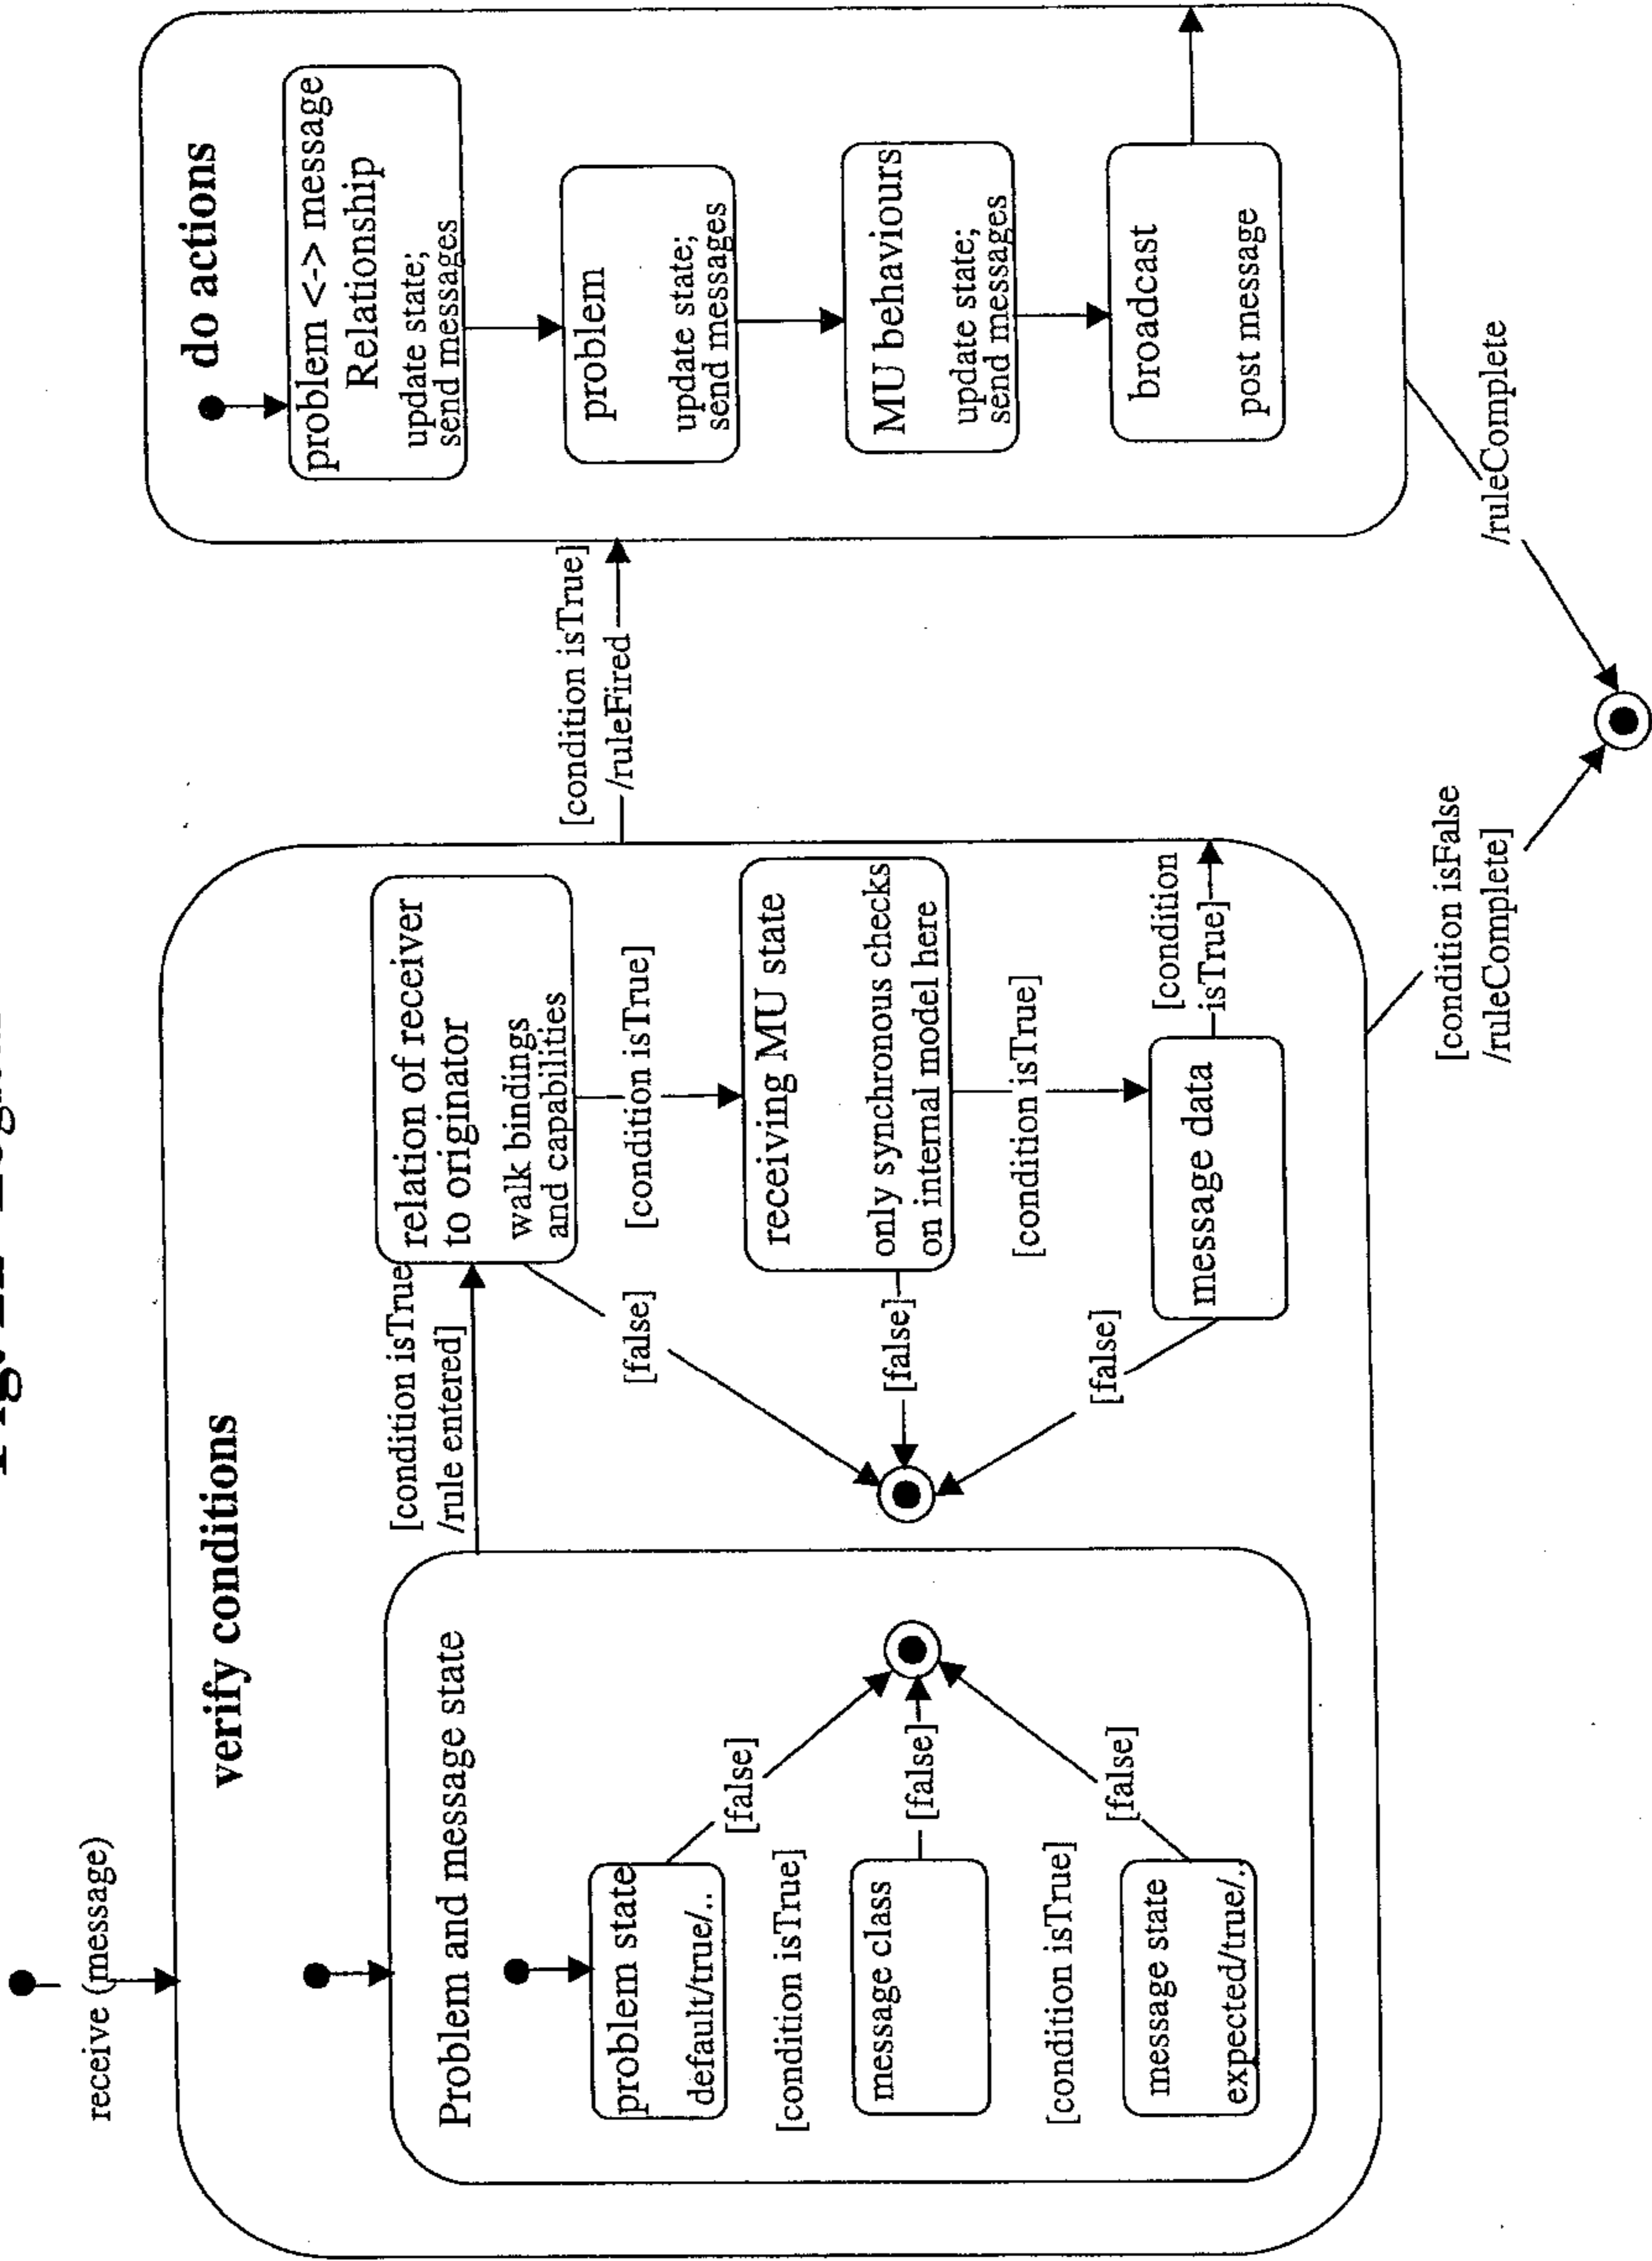 receive (message)
verify conditions
Problem and message state
problem state
default/true/..
[false]
[condition isTrue]
message class
[false]
[condition isTrue]
message state
expected/true/..
[false]
[condition isTrue
/rule entered]
relation of receiver
to originator
walk bindings
and capabilities
[false]
[condition isTrue]
receiving MU state
only synchronous checks
on internal model here
[false]
[condition isTrue]
message data
[false]
[condition
isTrue]
[condition isTrue]
/ruleFired
do actions
problem <-> message
Relationship
update state;
send messages
problem
update state;
send messages
MU behaviours
update state;
send messages
broadcast
post message
[condition isFalse
/ruleComplete]
/ruleComplete